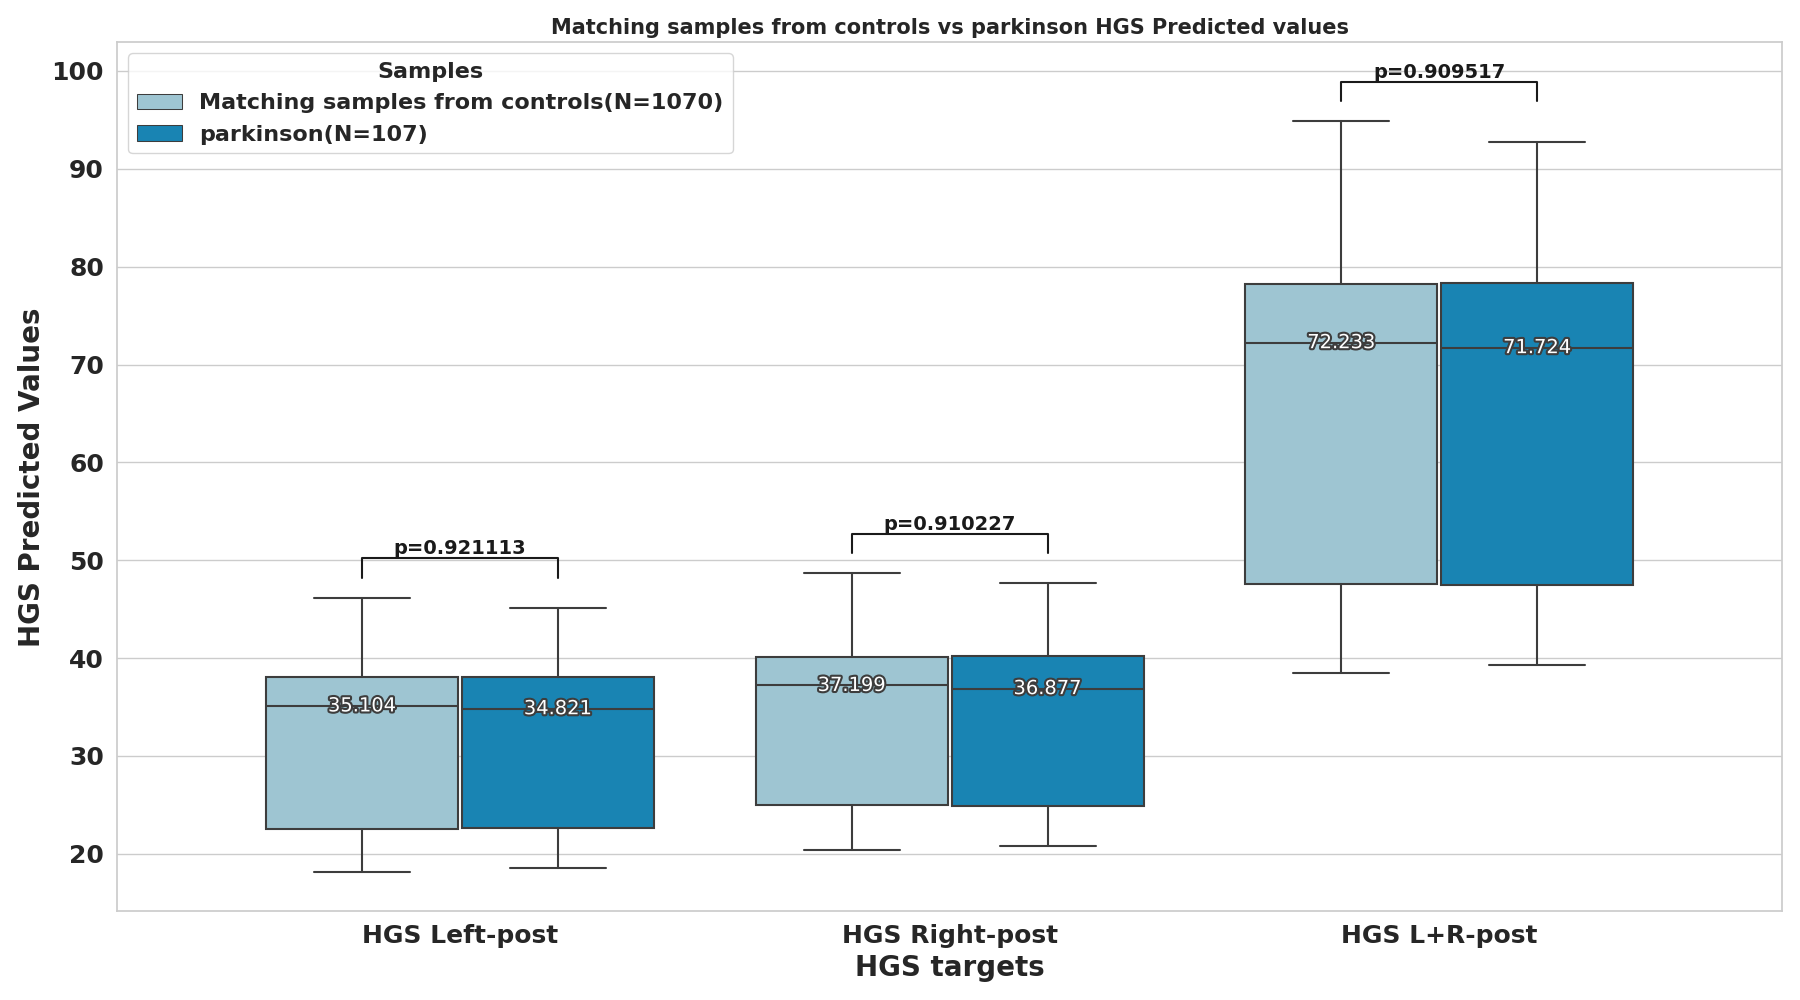 Matching samples from controls vs parkinson HGS Predicted values
Samples
Matching samples from controls(N=1070)
parkinson(N=107)
HGS Predicted Values
100
90
80
70
60
50
40
30
20
p=0.921113
p=0.910227
p=0.909517
35.104
34.821
37.199
36.877
72.233
71.724
HGS Left-post
HGS Right-post
HGS L+R-post
HGS targets